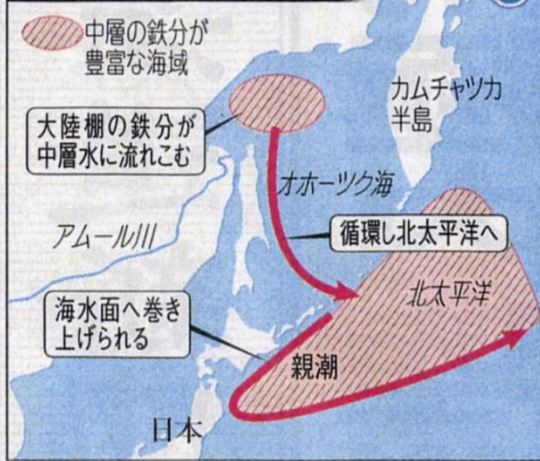 中層の鉄分が
豊富な海域
カムチャツカ
半島
大陸棚の鉄分が
中層水に流れこむ
オホーツク海
アムール川
循環し北太平洋へ
北太平洋
海水面へ巻き
上げられる
親潮
日本